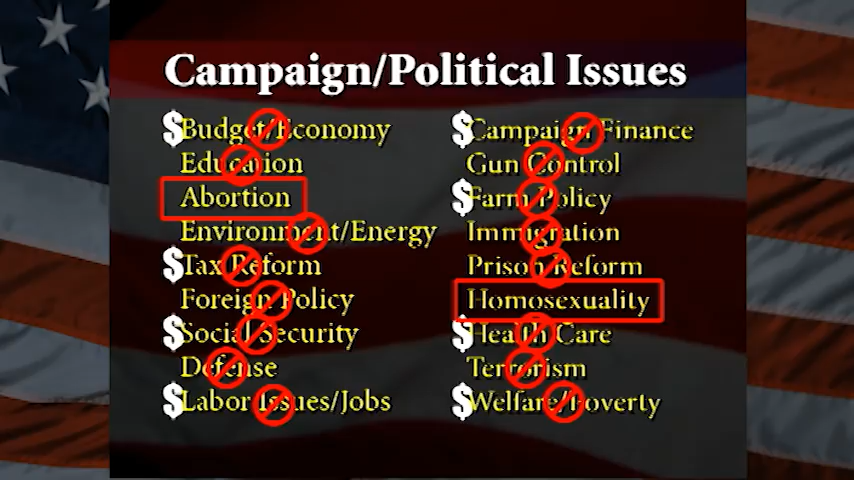 Campaign/Political Issues
$Budget/Economy
Education
Abortion
Environment/Energy
$Tax Reform
Foreign Policy
$Social Security
Defense
$Labor Issues/Jobs
$Campaign Finance
Gun Control
$Farm Policy
Immigration
Prison Reform
Homosexuality
$Health Care
Terrorism
$Welfare/Poverty